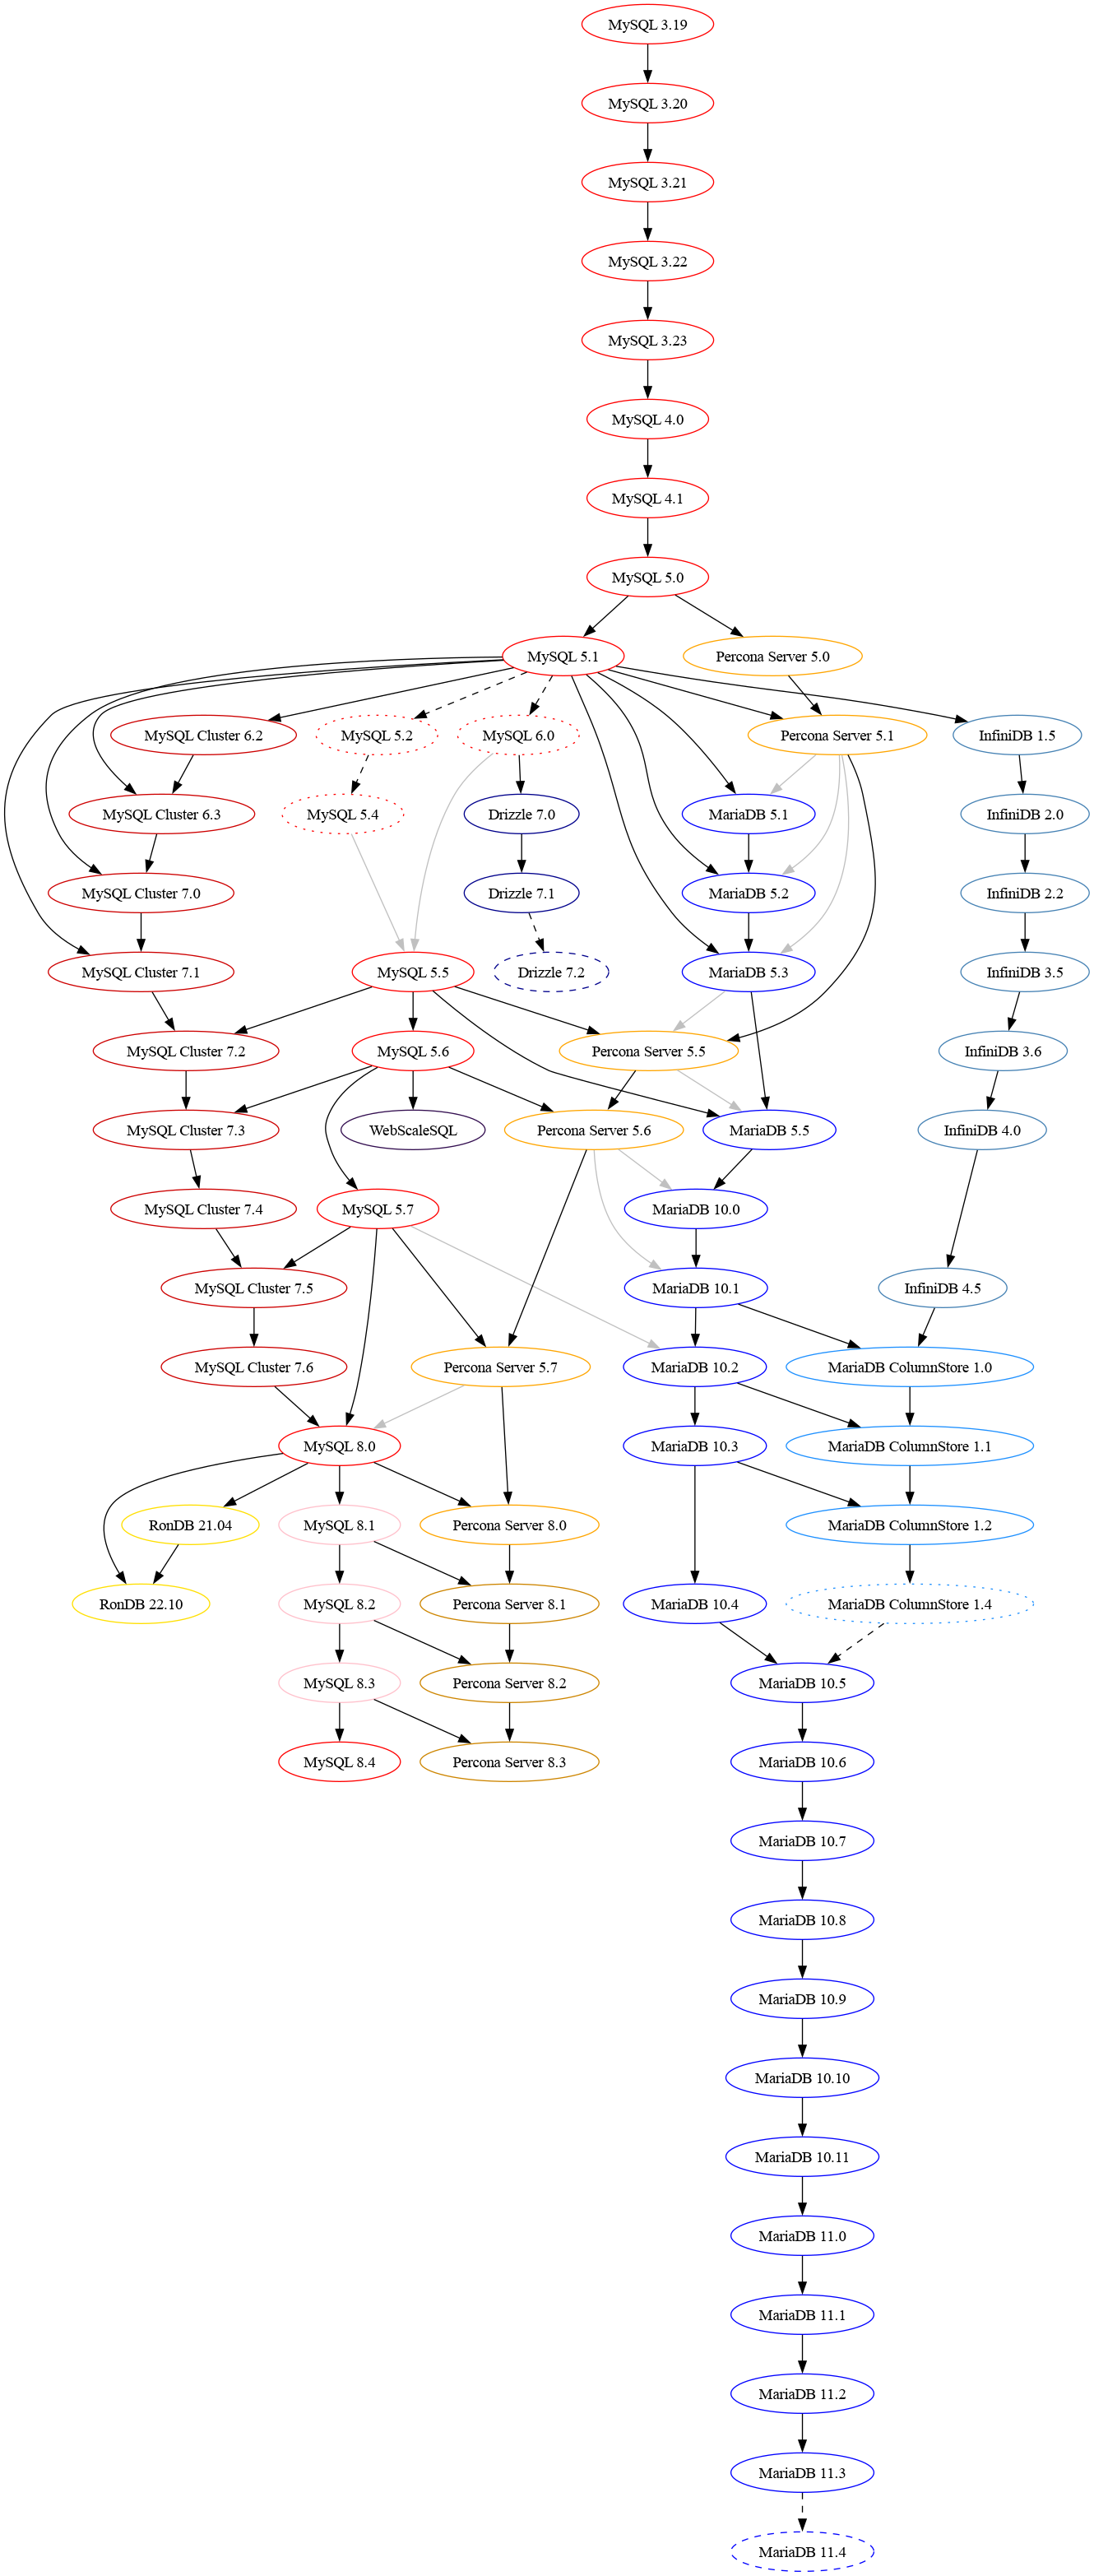 MySQL 3.19
MySQL 3.20
MySQL 3.21
MySQL 3.22
MySQL 3.23
MySQL 4.0
MySQL 4.1
MySQL 5.0
MySQL 5.1
Percona Server 5.0
MySQL Cluster 6.2
MySQL 5.2
MySQL 6.0
Percona Server 5.1
InfiniDB 1.5
MySQL Cluster 6.3
MySQL 5.4
Drizzle 7.0
MariaDB 5.1
InfiniDB 2.0
MySQL Cluster 7.0
Drizzle 7.1
MariaDB 5.2
InfiniDB 2.2
MySQL Cluster 7.1
MySQL 5.5
Drizzle 7.2
MariaDB 5.3
InfiniDB 3.5
MySQL Cluster 7.2
MySQL 5.6
Percona Server 5.5
InfiniDB 3.6
MySQL Cluster 7.3
WebScaleSQL
Percona Server 5.6
MariaDB 5.5
InfiniDB 4.0
MySQL Cluster 7.4
MySQL 5.7
MariaDB 10.0
MySQL Cluster 7.5
MariaDB 10.1
InfiniDB 4.5
MySQL Cluster 7.6
Percona Server 5.7
MariaDB 10.2
MariaDB ColumnStore 1.0
MySQL 8.0
MariaDB 10.3
MariaDB ColumnStore 1.1
RonDB 21.04
MySQL 8.1
Percona Server 8.0
MariaDB ColumnStore 1.2
RonDB 22.10
MySQL 8.2
Percona Server 8.1
MariaDB 10.4
MariaDB ColumnStore 1.4
MySQL 8.3
Percona Server 8.2
MariaDB 10.5
MySQL 8.4
Percona Server 8.3
MariaDB 10.6
MariaDB 10.7
MariaDB 10.8
MariaDB 10.9
MariaDB 10.10
MariaDB 10.11
MariaDB 11.0
MariaDB 11.1
MariaDB 11.2
MariaDB 11.3
MariaDB 11.4